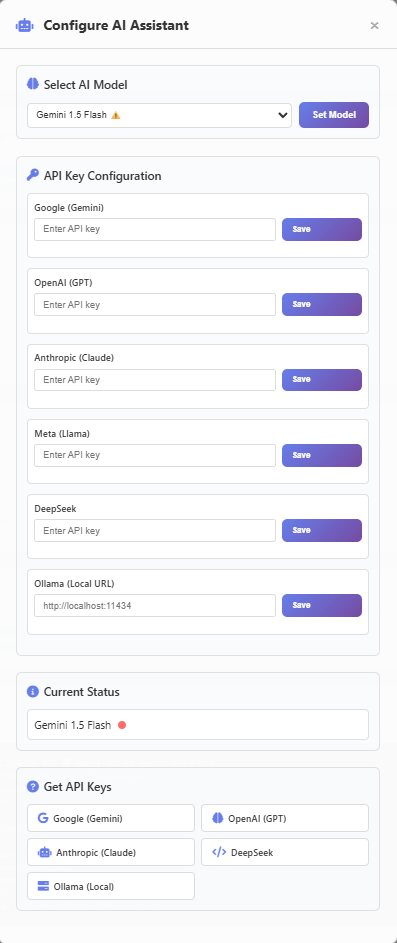 Configure AI Assistant
×
Select AI Model
Gemini 1.5 Flash ⚠
Set Model
API Key Configuration
Google (Gemini)
Enter API key
Save
OpenAI (GPT)
Enter API key
Save
Anthropic (Claude)
Enter API key
Save
Meta (Llama)
Enter API key
Save
DeepSeek
Enter API key
Save
Ollama (Local URL)
http://localhost:11434
Save
Current Status
Gemini 1.5 Flash
Get API Keys
Google (Gemini)
OpenAI (GPT)
Anthropic (Claude)
DeepSeek
Ollama (Local)